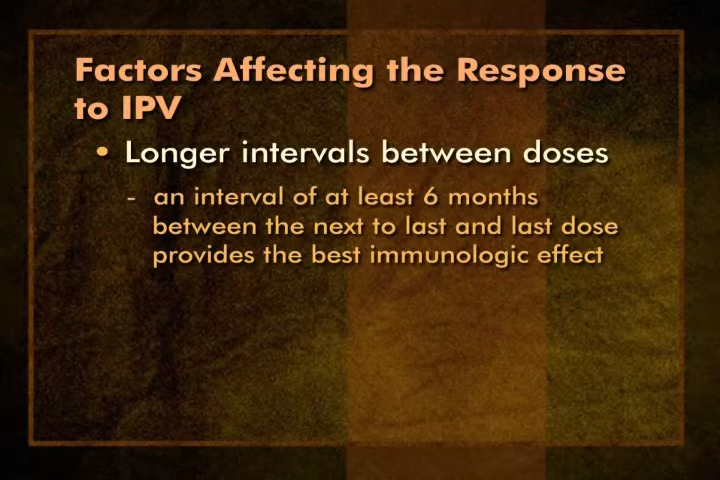 Factors Affecting the Response
to IPV
• Longer intervals between doses
- an interval of at least 6 months
between the next to last and last dose
provides the best immunologic effect